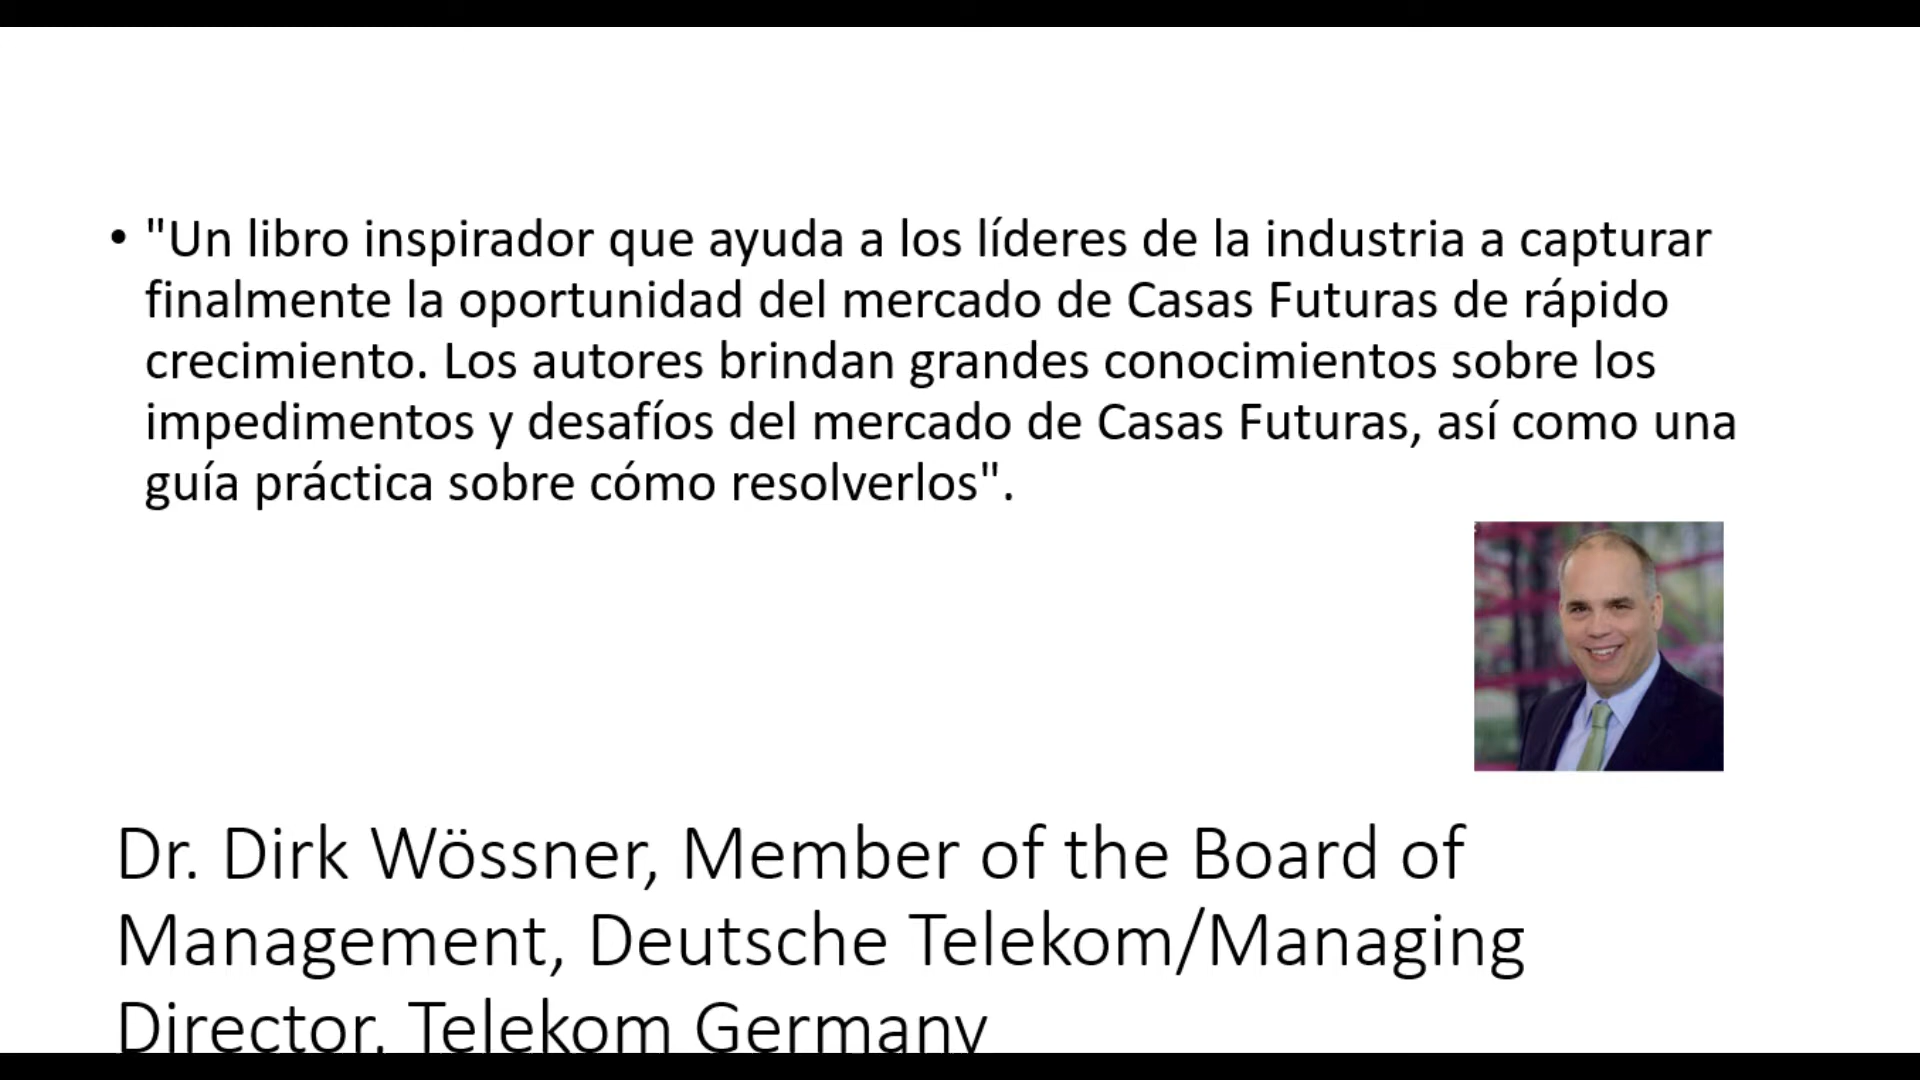 • "Un libro inspirador que ayuda a los líderes de la industria a capturar
finalmente la oportunidad del mercado de Casas Futuras de rápido
crecimiento. Los autores brindan grandes conocimientos sobre los
impedimentos y desafíos del mercado de Casas Futuras, así como una
guía práctica sobre cómo resolverlos".
Dr. Dirk Wössner, Member of the Board of
Management, Deutsche Telekom/Managing
Director, Telekom Germany